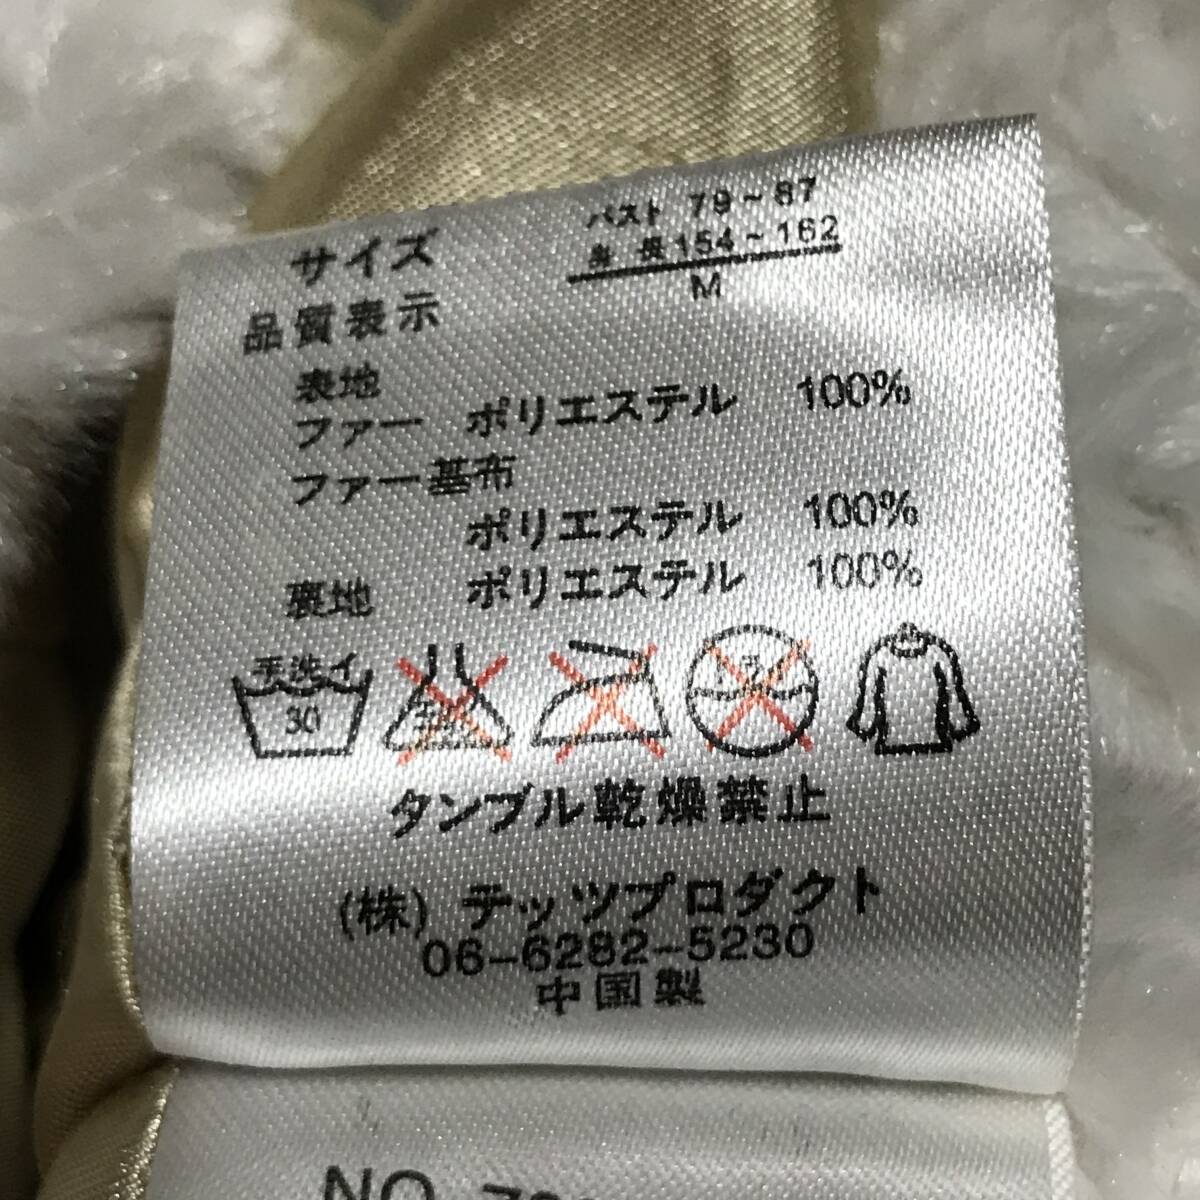 サイズ バスト 79～87
身長154～162
M
品質表示
表地
ファー ポリエステル 100%
ファー基布
ポリエステル 100%
裏地 ポリエステル 100%
手洗イ
30
タンブル乾燥禁止
(株) テッツプロダクト
06-6282-5230
中国製
NO.